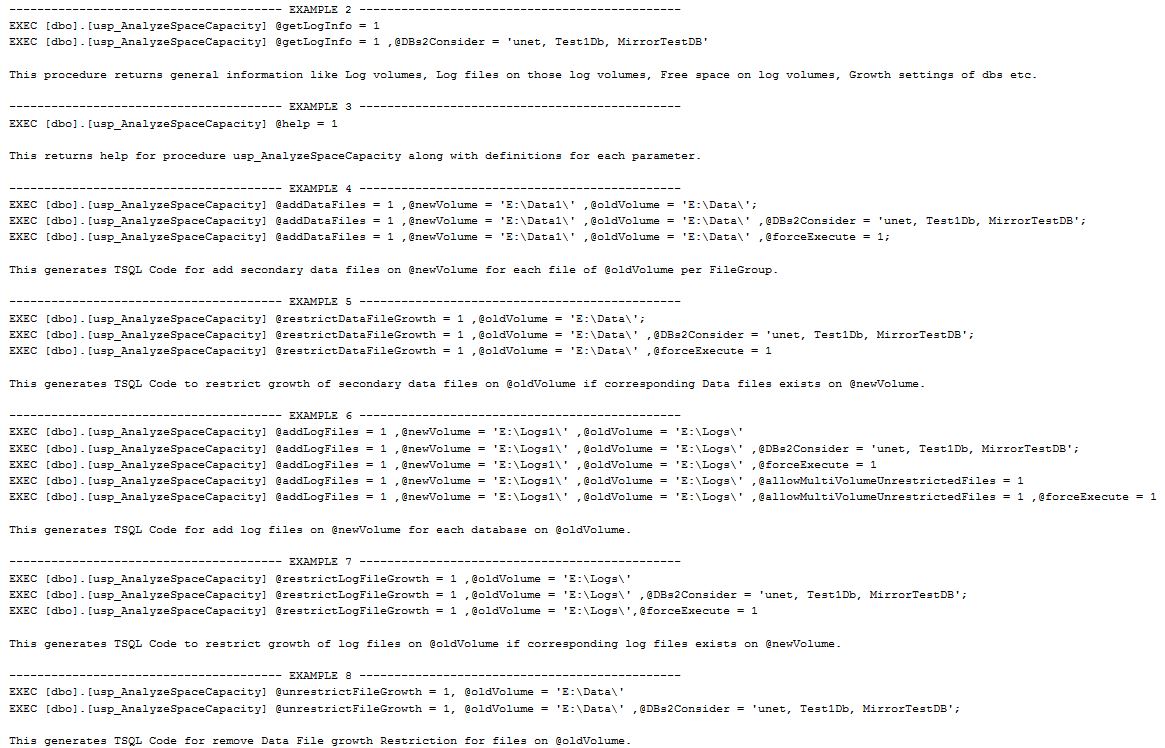 --------------------------------------- EXAMPLE 2 ----------------------------------------------
EXEC [dbo].[usp_AnalyzeSpaceCapacity] @getLogInfo = 1
EXEC [dbo].[usp_AnalyzeSpaceCapacity] @getLogInfo = 1 ,@DBs2Consider = 'unet, Test1Db, MirrorTestDB'
This procedure returns general information like Log volumes, Log files on those log volumes, Free space on log volumes, Growth settings of dbs etc.
--------------------------------------- EXAMPLE 3 ----------------------------------------------
EXEC [dbo].[usp_AnalyzeSpaceCapacity] @help = 1
This returns help for procedure usp_AnalyzeSpaceCapacity along with definitions for each parameter.
--------------------------------------- EXAMPLE 4 ----------------------------------------------
EXEC [dbo].[usp_AnalyzeSpaceCapacity] @addDataFiles = 1 ,@newVolume = 'E:\Data1\' ,@oldVolume = 'E:\Data\';
EXEC [dbo].[usp_AnalyzeSpaceCapacity] @addDataFiles = 1 ,@newVolume = 'E:\Data1\' ,@oldVolume = 'E:\Data\' ,@DBs2Consider = 'unet, Test1Db, MirrorTestDB';
EXEC [dbo].[usp_AnalyzeSpaceCapacity] @addDataFiles = 1 ,@newVolume = 'E:\Data1\' ,@oldVolume = 'E:\Data\' ,@forceExecute = 1;
This generates TSQL Code for add secondary data files on @newVolume for each file of @oldVolume per FileGroup.
--------------------------------------- EXAMPLE 5 ----------------------------------------------
EXEC [dbo].[usp_AnalyzeSpaceCapacity] @restrictDataFileGrowth = 1 ,@oldVolume = 'E:\Data\';
EXEC [dbo].[usp_AnalyzeSpaceCapacity] @restrictDataFileGrowth = 1 ,@oldVolume = 'E:\Data\' ,@DBs2Consider = 'unet, Test1Db, MirrorTestDB';
EXEC [dbo].[usp_AnalyzeSpaceCapacity] @restrictDataFileGrowth = 1 ,@oldVolume = 'E:\Data\' ,@forceExecute = 1
This generates TSQL Code to restrict growth of secondary data files on @oldVolume if corresponding Data files exists on @newVolume.
--------------------------------------- EXAMPLE 6 ----------------------------------------------
EXEC [dbo].[usp_AnalyzeSpaceCapacity] @addLogFiles = 1 ,@newVolume = 'E:\Logs1\' ,@oldVolume = 'E:\Logs\'
EXEC [dbo].[usp_AnalyzeSpaceCapacity] @addLogFiles = 1 ,@newVolume = 'E:\Logs1\' ,@oldVolume = 'E:\Logs\' ,@DBs2Consider = 'unet, Test1Db, MirrorTestDB';
EXEC [dbo].[usp_AnalyzeSpaceCapacity] @addLogFiles = 1 ,@newVolume = 'E:\Logs1\' ,@oldVolume = 'E:\Logs\' ,@forceExecute = 1
EXEC [dbo].[usp_AnalyzeSpaceCapacity] @addLogFiles = 1 ,@newVolume = 'E:\Logs1\' ,@oldVolume = 'E:\Logs\' ,@allowMultiVolumeUnrestrictedFiles = 1
EXEC [dbo].[usp_AnalyzeSpaceCapacity] @addLogFiles = 1 ,@newVolume = 'E:\Logs1\' ,@oldVolume = 'E:\Logs\' ,@allowMultiVolumeUnrestrictedFiles = 1 ,@forceExecute = 1
This generates TSQL Code for add log files on @newVolume for each database on @oldVolume.
--------------------------------------- EXAMPLE 7 ----------------------------------------------
EXEC [dbo].[usp_AnalyzeSpaceCapacity] @restrictLogFileGrowth = 1 ,@oldVolume = 'E:\Logs\'
EXEC [dbo].[usp_AnalyzeSpaceCapacity] @restrictLogFileGrowth = 1 ,@oldVolume = 'E:\Logs\' ,@DBs2Consider = 'unet, Test1Db, MirrorTestDB';
EXEC [dbo].[usp_AnalyzeSpaceCapacity] @restrictLogFileGrowth = 1 ,@oldVolume = 'E:\Logs\',@forceExecute = 1
This generates TSQL Code to restrict growth of log files on @oldVolume if corresponding log files exists on @newVolume.
--------------------------------------- EXAMPLE 8 ----------------------------------------------
EXEC [dbo].[usp_AnalyzeSpaceCapacity] @unrestrictFileGrowth = 1, @oldVolume = 'E:\Data\'
EXEC [dbo].[usp_AnalyzeSpaceCapacity] @unrestrictFileGrowth = 1, @oldVolume = 'E:\Data\' ,@DBs2Consider = 'unet, Test1Db, MirrorTestDB';
This generates TSQL Code for remove Data File growth Restriction for files on @oldVolume.